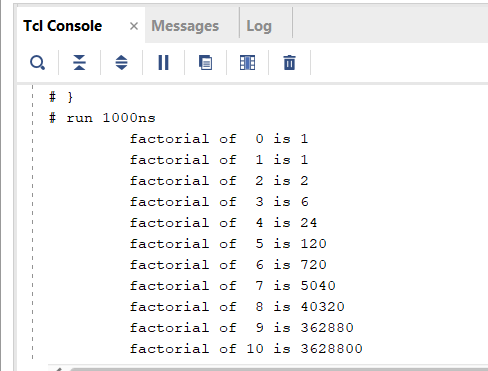 Tcl Console × Messages Log
# }
# run 1000ns
factorial of  0 is 1
factorial of  1 is 1
factorial of  2 is 2
factorial of  3 is 6
factorial of  4 is 24
factorial of  5 is 120
factorial of  6 is 720
factorial of  7 is 5040
factorial of  8 is 40320
factorial of  9 is 362880
factorial of 10 is 3628800